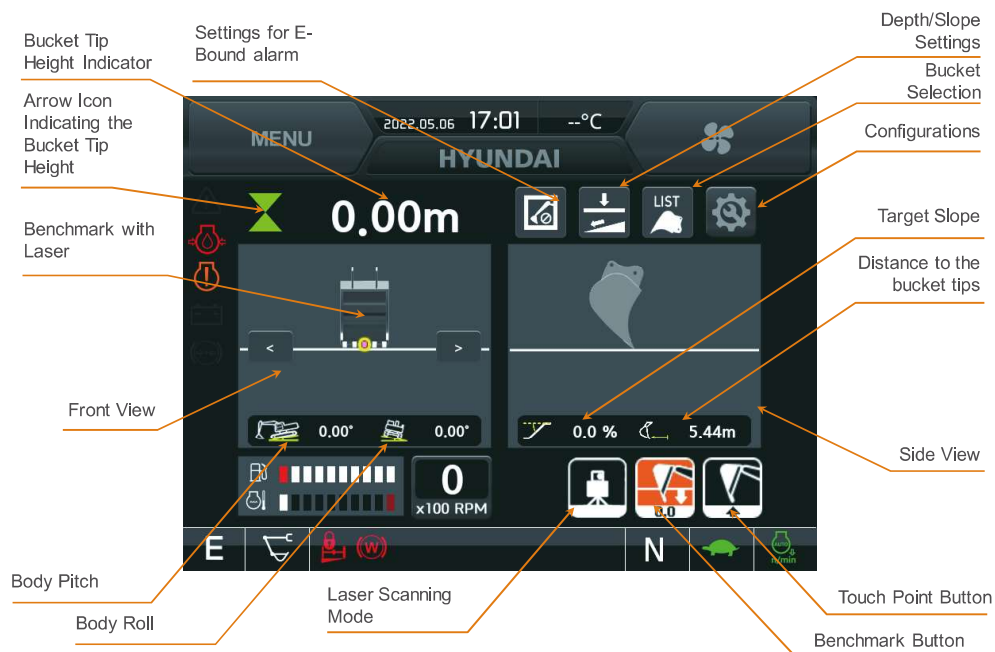 Bucket Tip
Height Indicator
Settings for E-
Bound alarm
Depth/Slope
Settings
Bucket
Selection
Arrow Icon
Indicating the
Bucket Tip
Height
Configurations
MENU
2022.05.06 17:01 --°C
HYUNDAI
0.00m
LIST
Benchmark with
Laser
Target Slope
Distance to the
bucket tips
< >
Front View
0.00° 0.00°
0.0 % 5.44m
Side View
0
x100 RPM
0.0
E
(W)
N
AUTO
n/min
Body Pitch
Body Roll
Laser Scanning
Mode
Touch Point Button
Benchmark Button